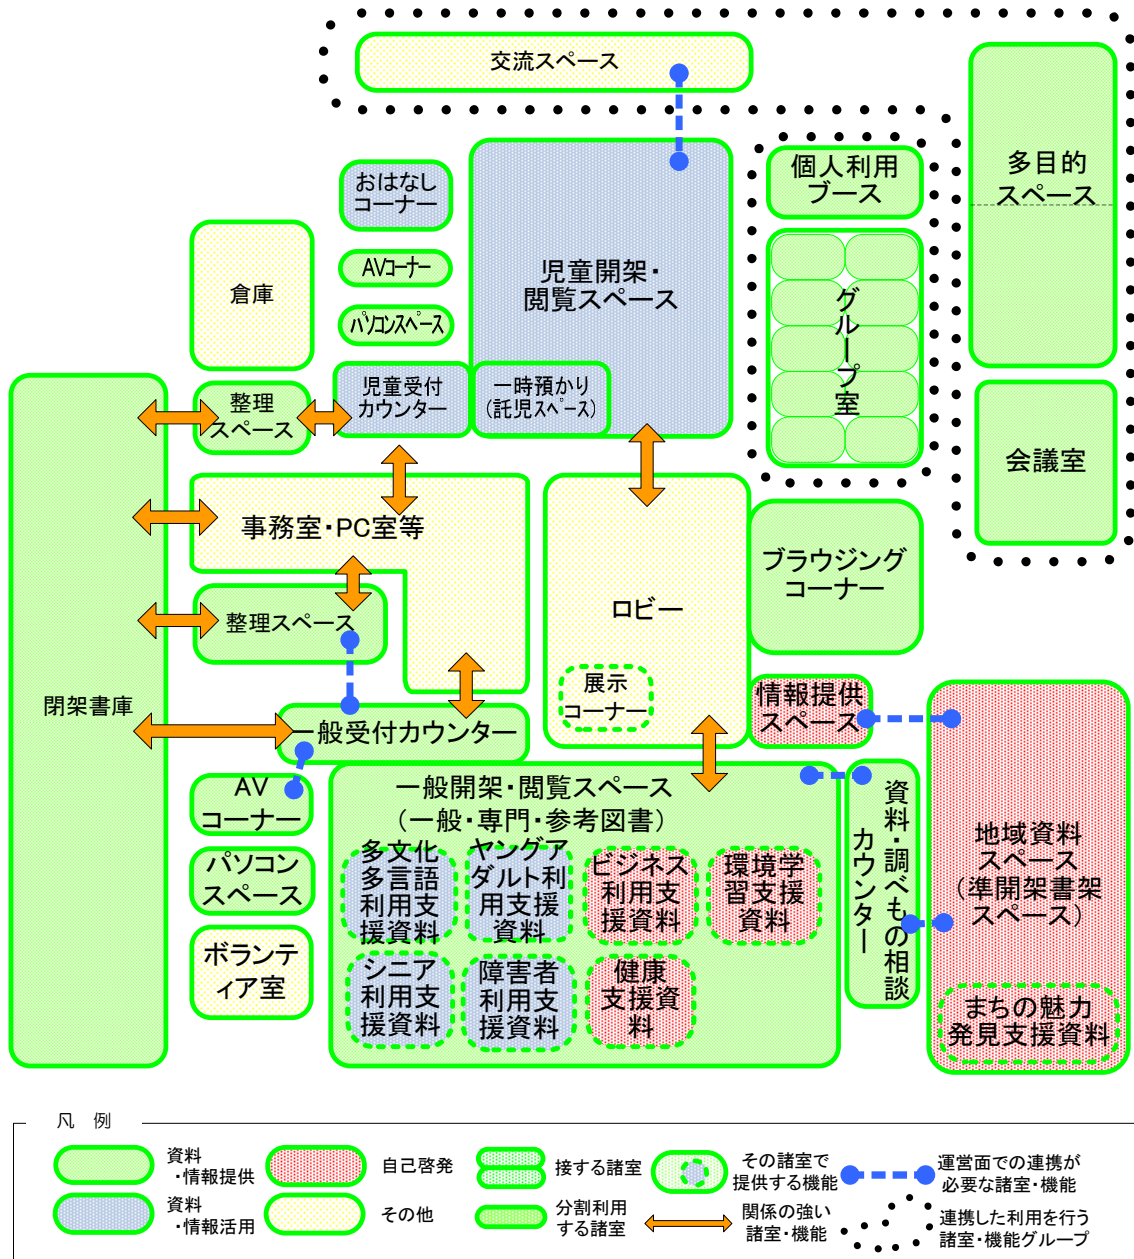 交流スペース
多目的
スペース
個人利用
ブース
おはなし
コーナー
AVコーナー
パソコンスペース
児童開架・
閲覧スペース
倉庫
グループ室
児童受付
カウンター
一時預かり
(託児スペース)
整理
スペース
会議室
事務室・PC室等
ブラウジング
コーナー
ロビー
整理スペース
展示
コーナー
情報提供
スペース
閉架書庫
一般受付カウンター
AV
コーナー
一般開架・閲覧スペース
(一般・専門・参考図書)
資料・調べもの相談
カウンター
地域資料
スペース
(準開架書架
スペース)
パソコン
スペース
多文化
多言語
利用支
援資料
ヤングア
ダルト利
用支援
資料
ビジネス
利用支
援資料
環境学
習支援
資料
ボランテ
ィア室
シニア
利用支
援資料
障害者
利用支
援資料
健康
支援資
料
まちの魅力
発見支援資料
凡 例
資料
・情報提供
自己啓発
接する諸室
その諸室で
提供する機能
運営面での連携が
必要な諸室・機能
資料
・情報活用
その他
分割利用
する諸室
関係の強い
諸室・機能
連携した利用を行う
諸室・機能グループ